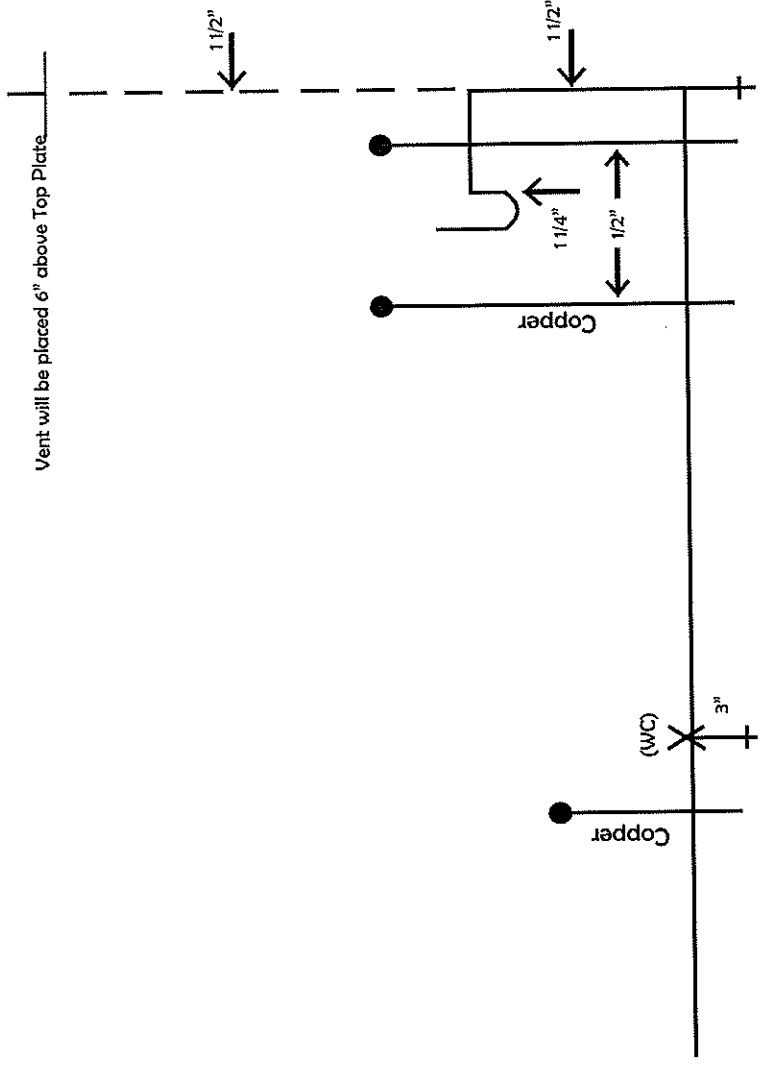 Vent will be placed 6" above Top Plate
1 1/2"
1 1/2"
1 1/4"
1/2"
Copper
(WC)
3"
Copper